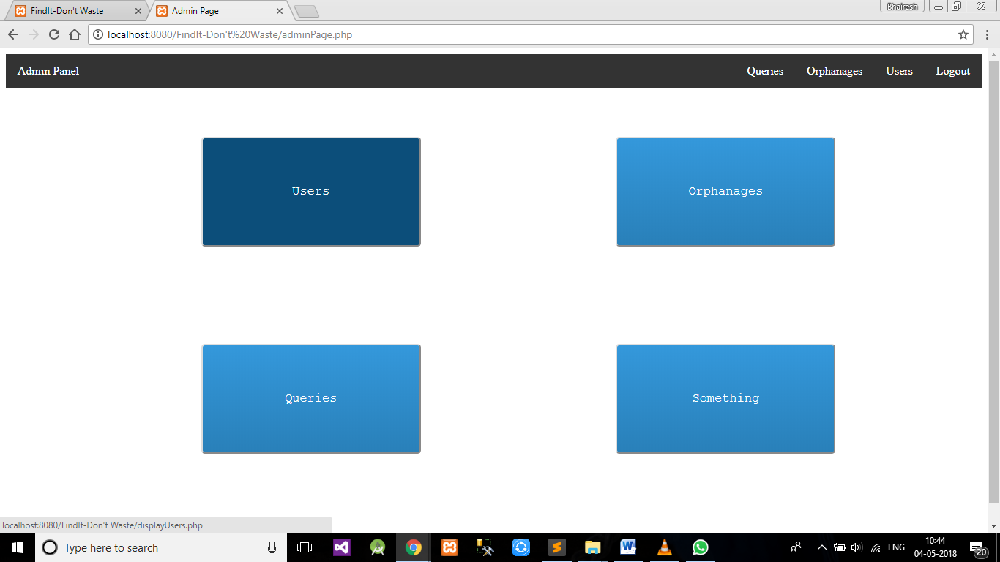 FindIt-Don't Waste
Admin Page
Bhairesh
localhost:8080/FindIt-Don't%20Waste/adminPage.php
Admin Panel
Queries
Orphanages
Users
Logout
Users
Orphanages
Queries
Something
localhost:8080/FindIt-Don't Waste/displayUsers.php
Type here to search
ENG
10:44
04-05-2018
20